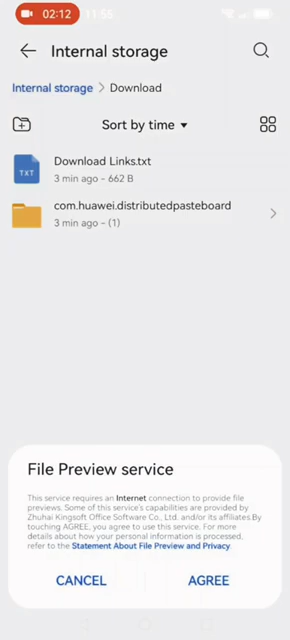 02:12 11:56
Internal storage
Internal storage > Download
Sort by time
TXT
Download Links.txt
3 min ago - 662 B
com.huawei.distributedpasteboard
3 min ago - (1)
File Preview service
This service requires an Internet connection to provide file
previews. Some of this service's capabilities are provided by
Zhuhai Kingsoft Office Software Co., Ltd. and/or its affiliates.By
touching AGREE, you agree to use this service. For more
details about how your personal information is processed,
refer to the Statement About File Preview and Privacy.
CANCEL AGREE